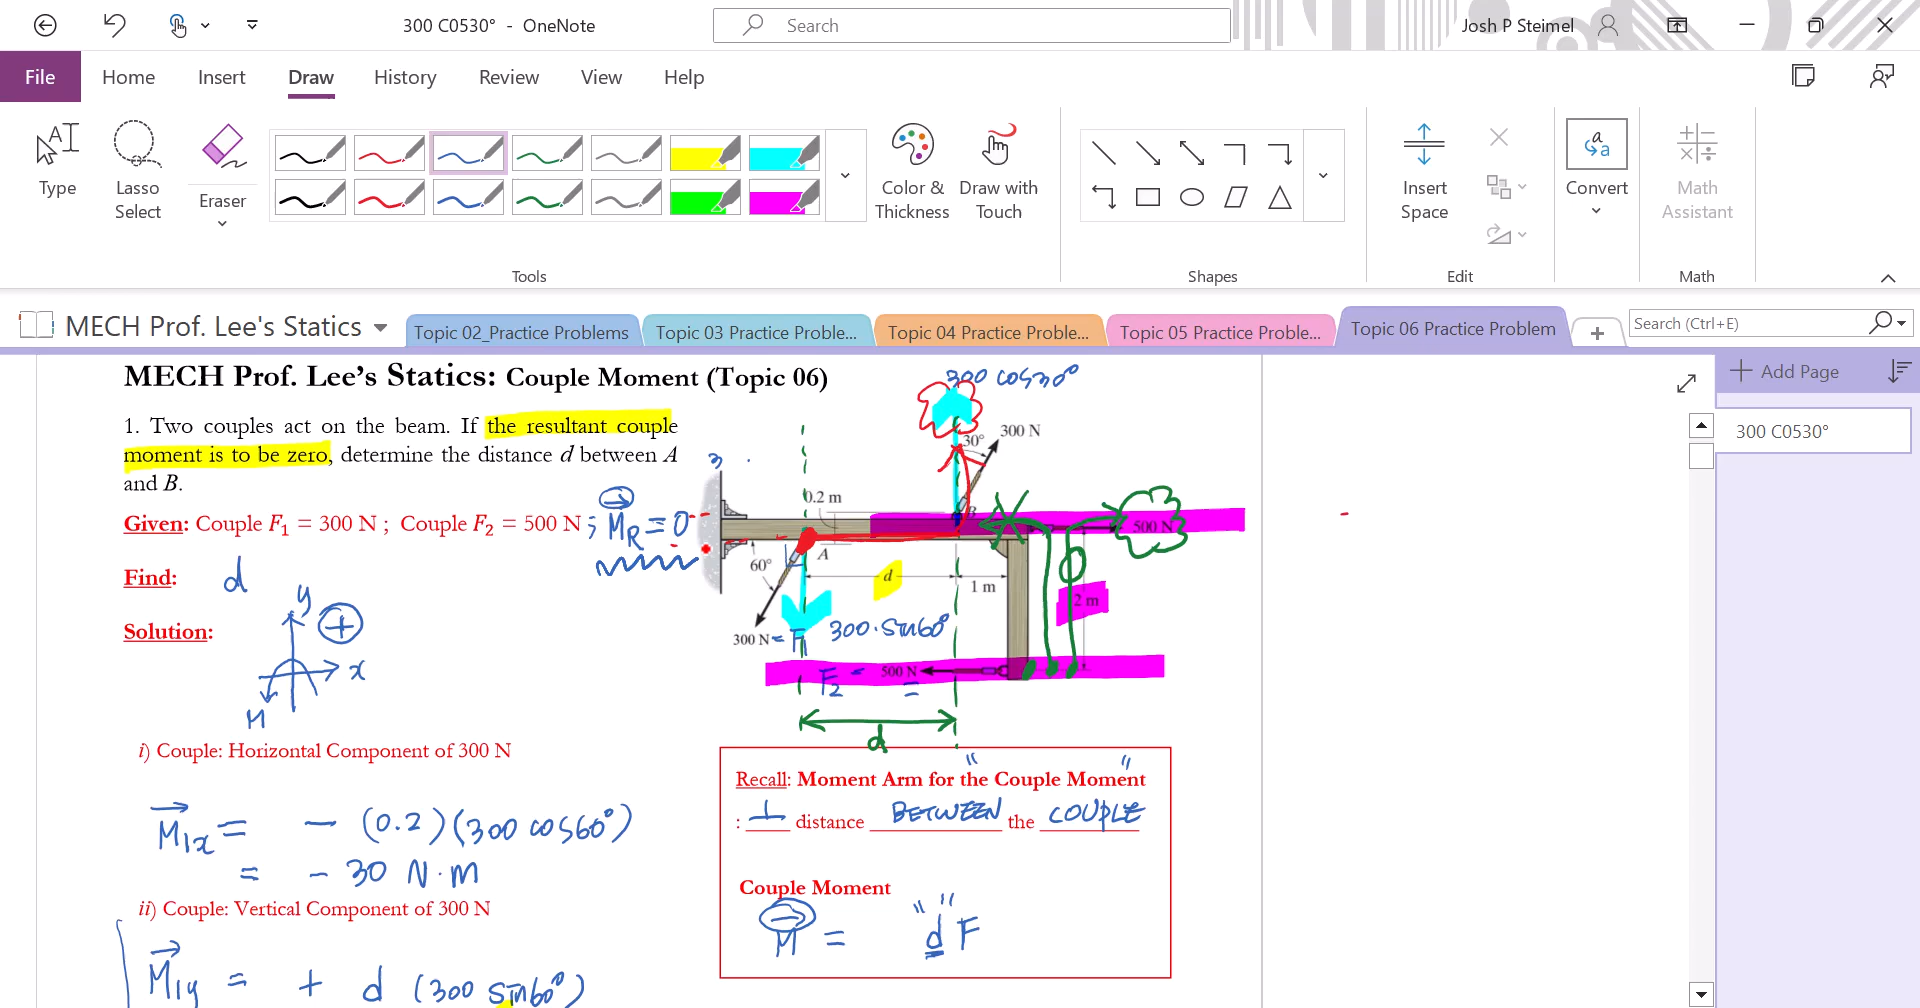 300 C0530° - OneNote
Search
Josh P Steimel
File Home Insert Draw History Review View Help
Type
Lasso Select
Eraser
Color & Thickness
Draw with Touch
Insert Space
Convert
Math Assistant
Tools
Shapes
Edit
Math
MECH Prof. Lee's Statics
Topic 02_Practice Problems
Topic 03 Practice Proble...
Topic 04 Practice Proble...
Topic 05 Practice Proble...
Topic 06 Practice Problem
Search (Ctrl+E)
Add Page
300 C0530°
MECH Prof. Lee's Statics: Couple Moment (Topic 06)
1. Two couples act on the beam. If the resultant couple
moment is to be zero, determine the distance d between A
and B.
Given: Couple F₁ = 300 N ; Couple F₂ = 500 N ; M_R = 0
Find: d
Solution:
y
+
x
M
300 cos30°
30°
300 N
0.2 m
B
500 N
A
60°
d
1 m
2 m
300 N = F₁
300·sin60°
F₂ = 500 N
d
i) Couple: Horizontal Component of 300 N
M₁ₓ = - (0.2)(300 cos60°)
= - 30 N·m
ii) Couple: Vertical Component of 300 N
M₁y = + d (300 sin60°)
Recall: Moment Arm for the "Couple Moment"
: ⊥ distance BETWEEN the COUPLE
Couple Moment
M = "d" F